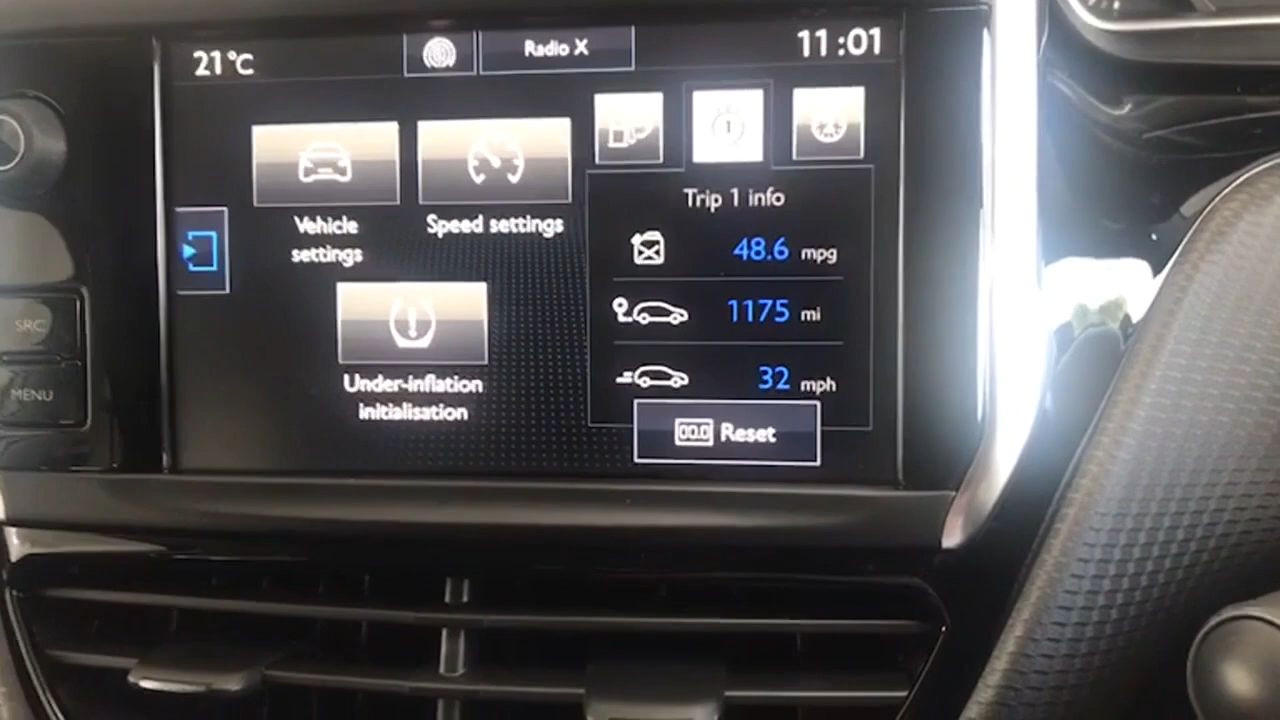 21°C
Radio X
11:01
1
Vehicle
settings
Speed settings
Trip 1 info
48.6 mpg
1175 mi
32 mph
Under-inflation
initialisation
00.0 Reset
SRC
MENU